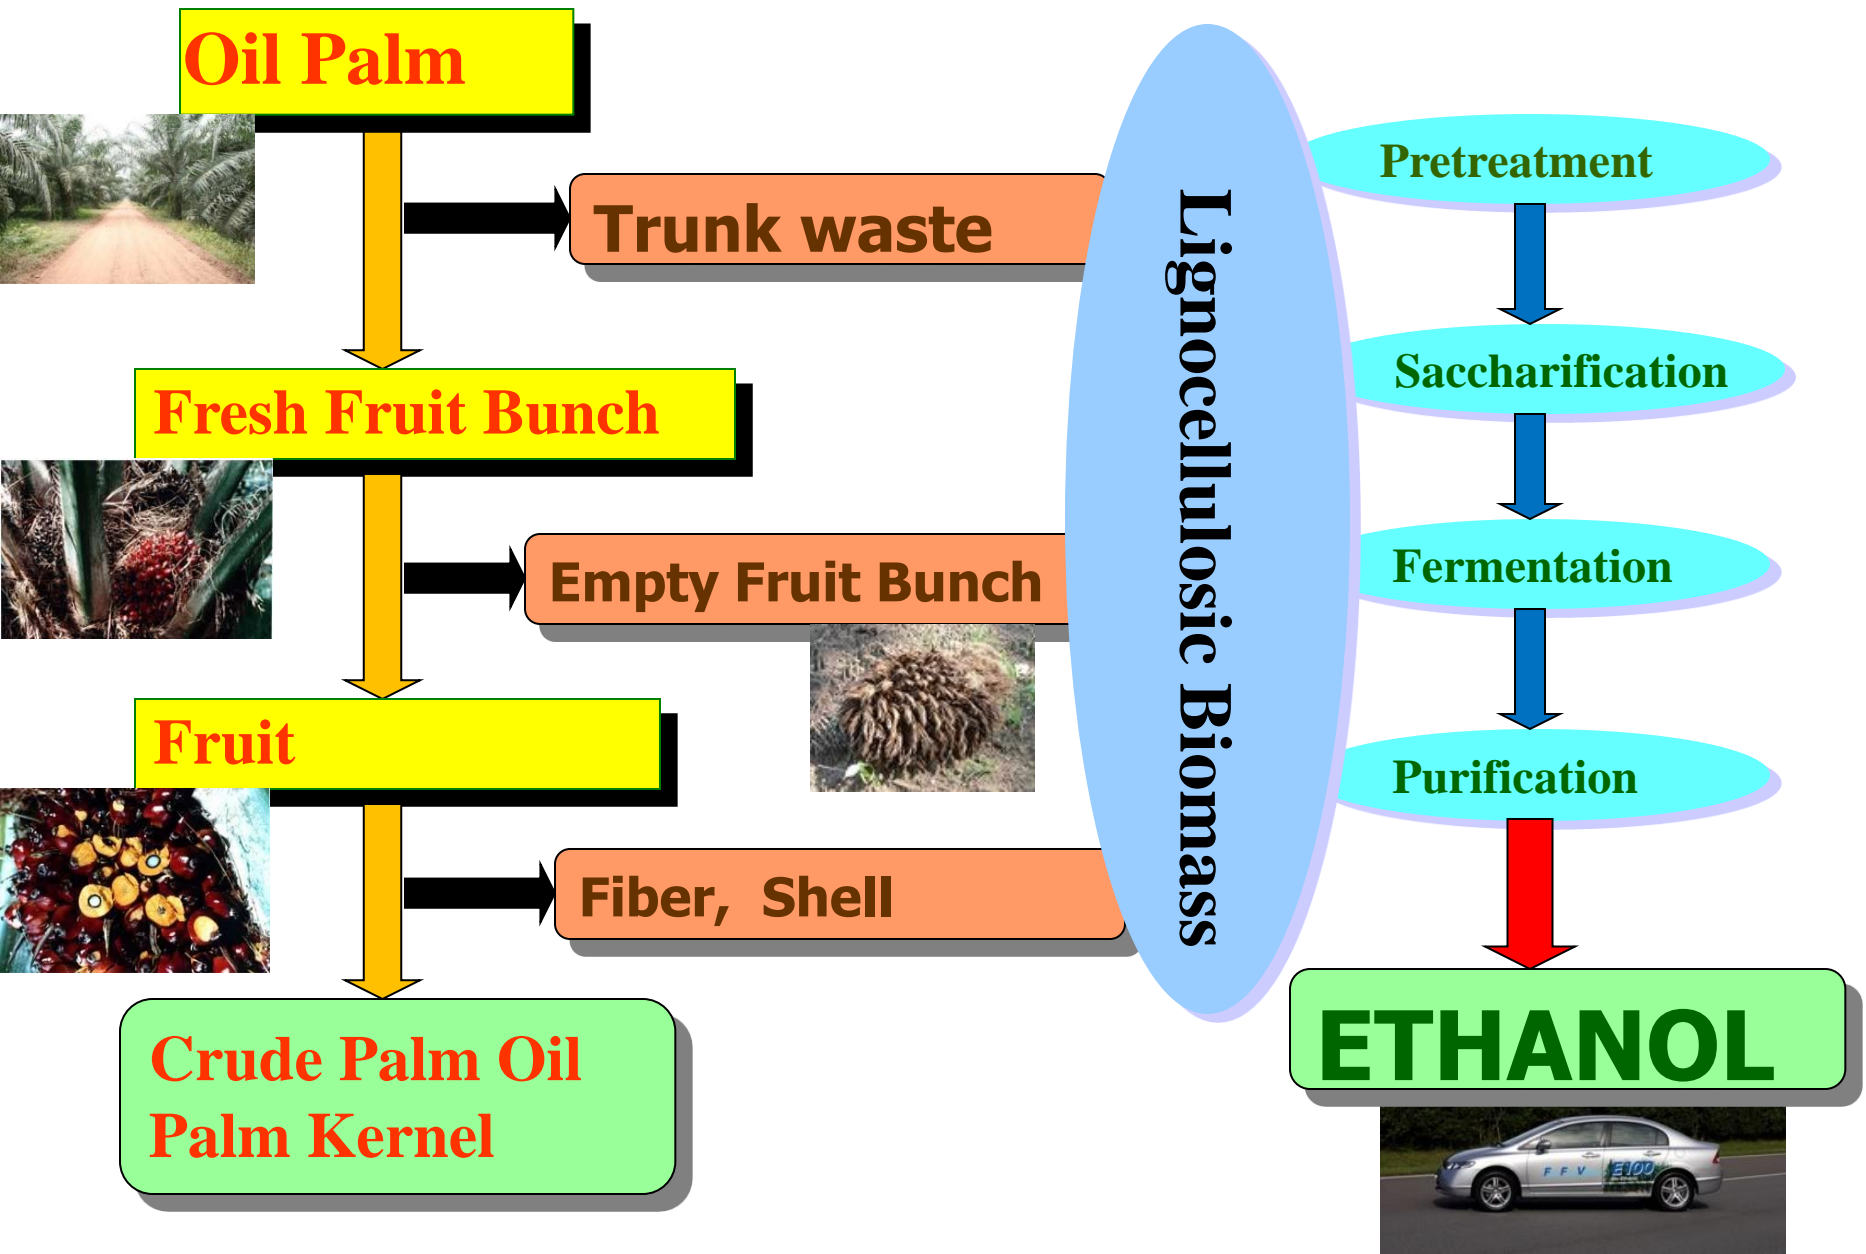 Oil Palm
Trunk waste
Fresh Fruit Bunch
Empty Fruit Bunch
Fruit
Fiber, Shell
Crude Palm Oil
Palm Kernel
Lignocellulosic Biomass
Pretreatment
Saccharification
Fermentation
Purification
ETHANOL
F F V E100